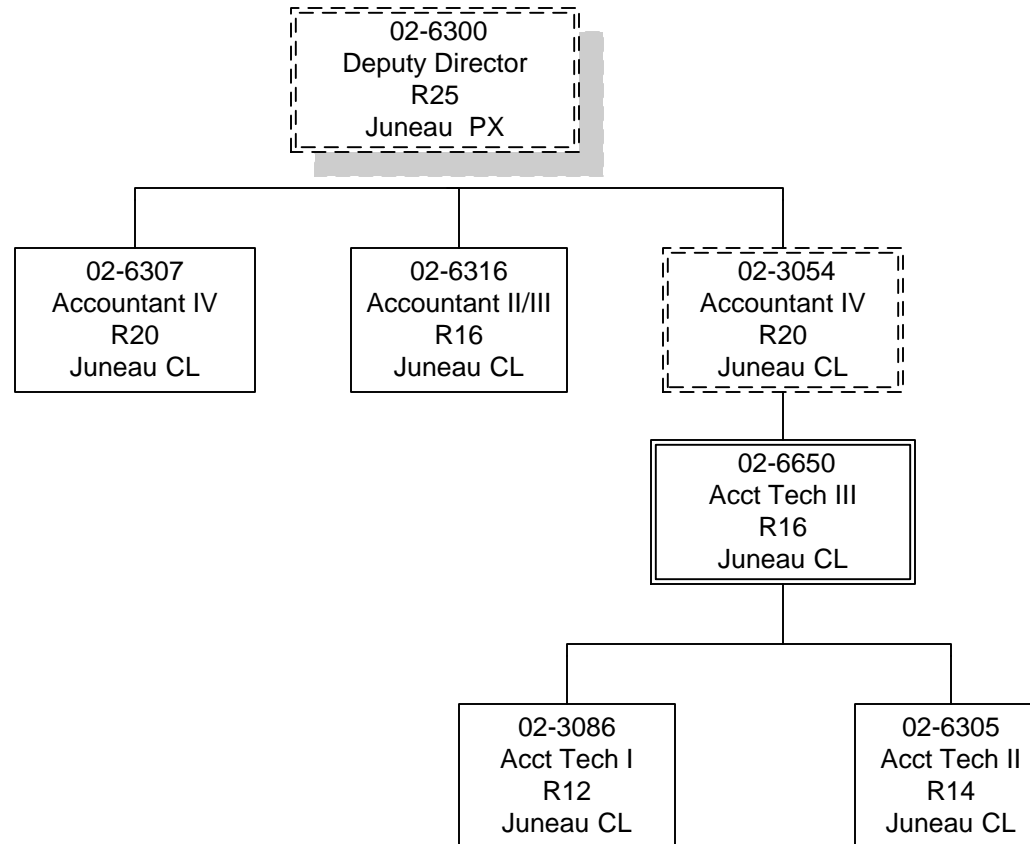 02-6300
Deputy Director
R25
Juneau  PX
02-6307
Accountant IV
R20
Juneau CL
02-6316
Accountant II/III
R16
Juneau CL
02-3054
Accountant IV
R20
Juneau CL
02-6650
Acct Tech III
R16
Juneau CL
02-3086
Acct Tech I
R12
Juneau CL
02-6305
Acct Tech II
R14
Juneau CL